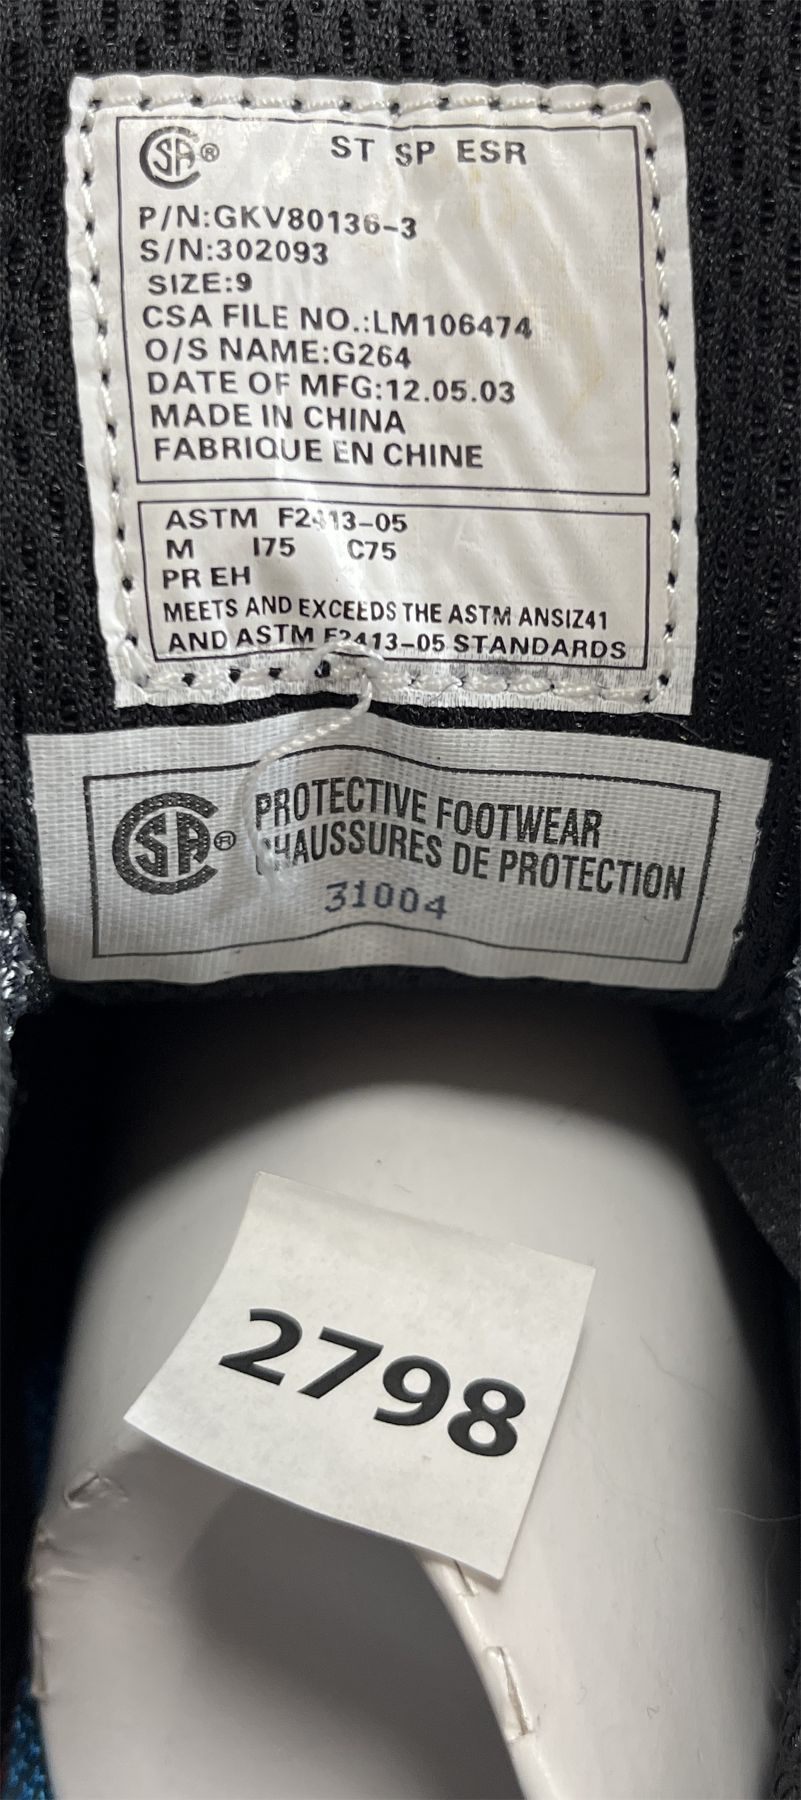 CSA® ST SP ESR
P/N:GKV80136-3
S/N:302093
SIZE:9
CSA FILE NO.:LM106474
O/S NAME:G264
DATE OF MFG:12.05.03
MADE IN CHINA
FABRIQUE EN CHINE
ASTM F2413-05
M I75 C75
PR EH
MEETS AND EXCEEDS THE ASTM ANSIZ41
AND ASTM F2413-05 STANDARDS
CSA® PROTECTIVE FOOTWEAR
CHAUSSURES DE PROTECTION
31004
2798